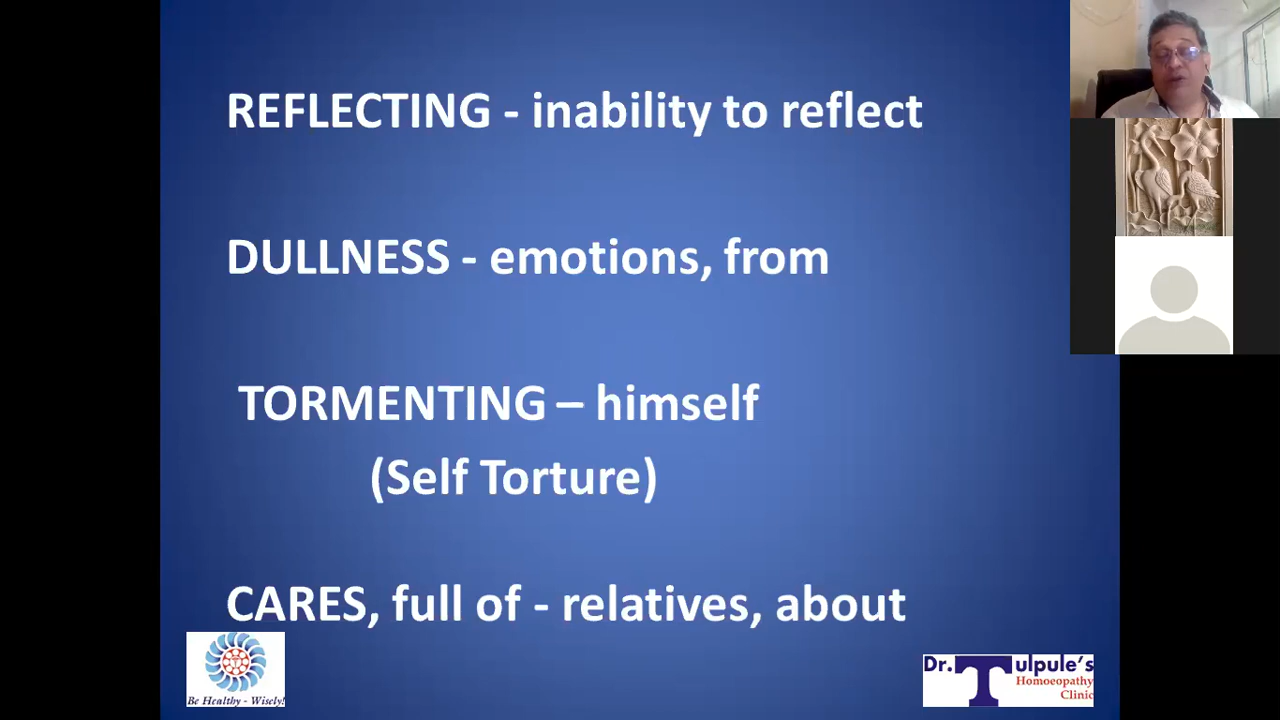 REFLECTING - inability to reflect
DULLNESS - emotions, from
TORMENTING – himself
(Self Torture)
CARES, full of - relatives, about
Be Healthy - Wisely!
Dr. Tulpule's
Homoeopathy
Clinic